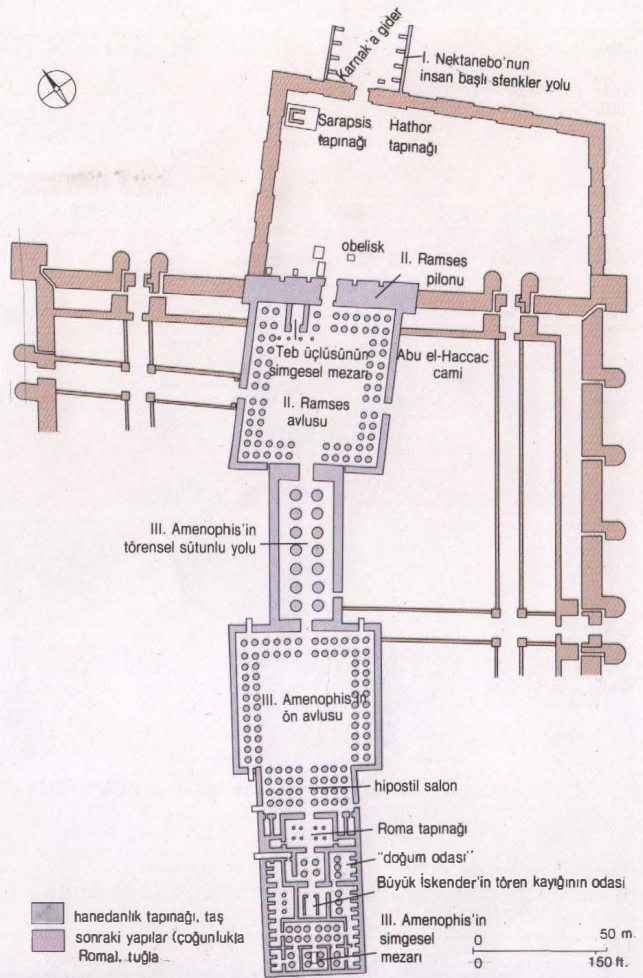 Karnak'a gider
I. Nektanebo'nun
insan başlı sfenkler yolu
Sarapsis
tapınağı
Hathor
tapınağı
obelisk
II. Ramses
pilonu
Teb üçlüsünün
simgesel mezarı
Abu el-Haccac
cami
II. Ramses
avlusu
III. Amenophis'in
törensel sütunlu yolu
III. Amenophis'in
ön avlusu
hipostil salon
Roma tapınağı
"doğum odası"
Büyük İskender'in tören kayığının odası
III. Amenophis'in
simgesel
mezarı
hanedanlık tapınağı, taş
sonraki yapılar (çoğunlukla
Roma), tuğla
0 50 m.
0 150 ft.